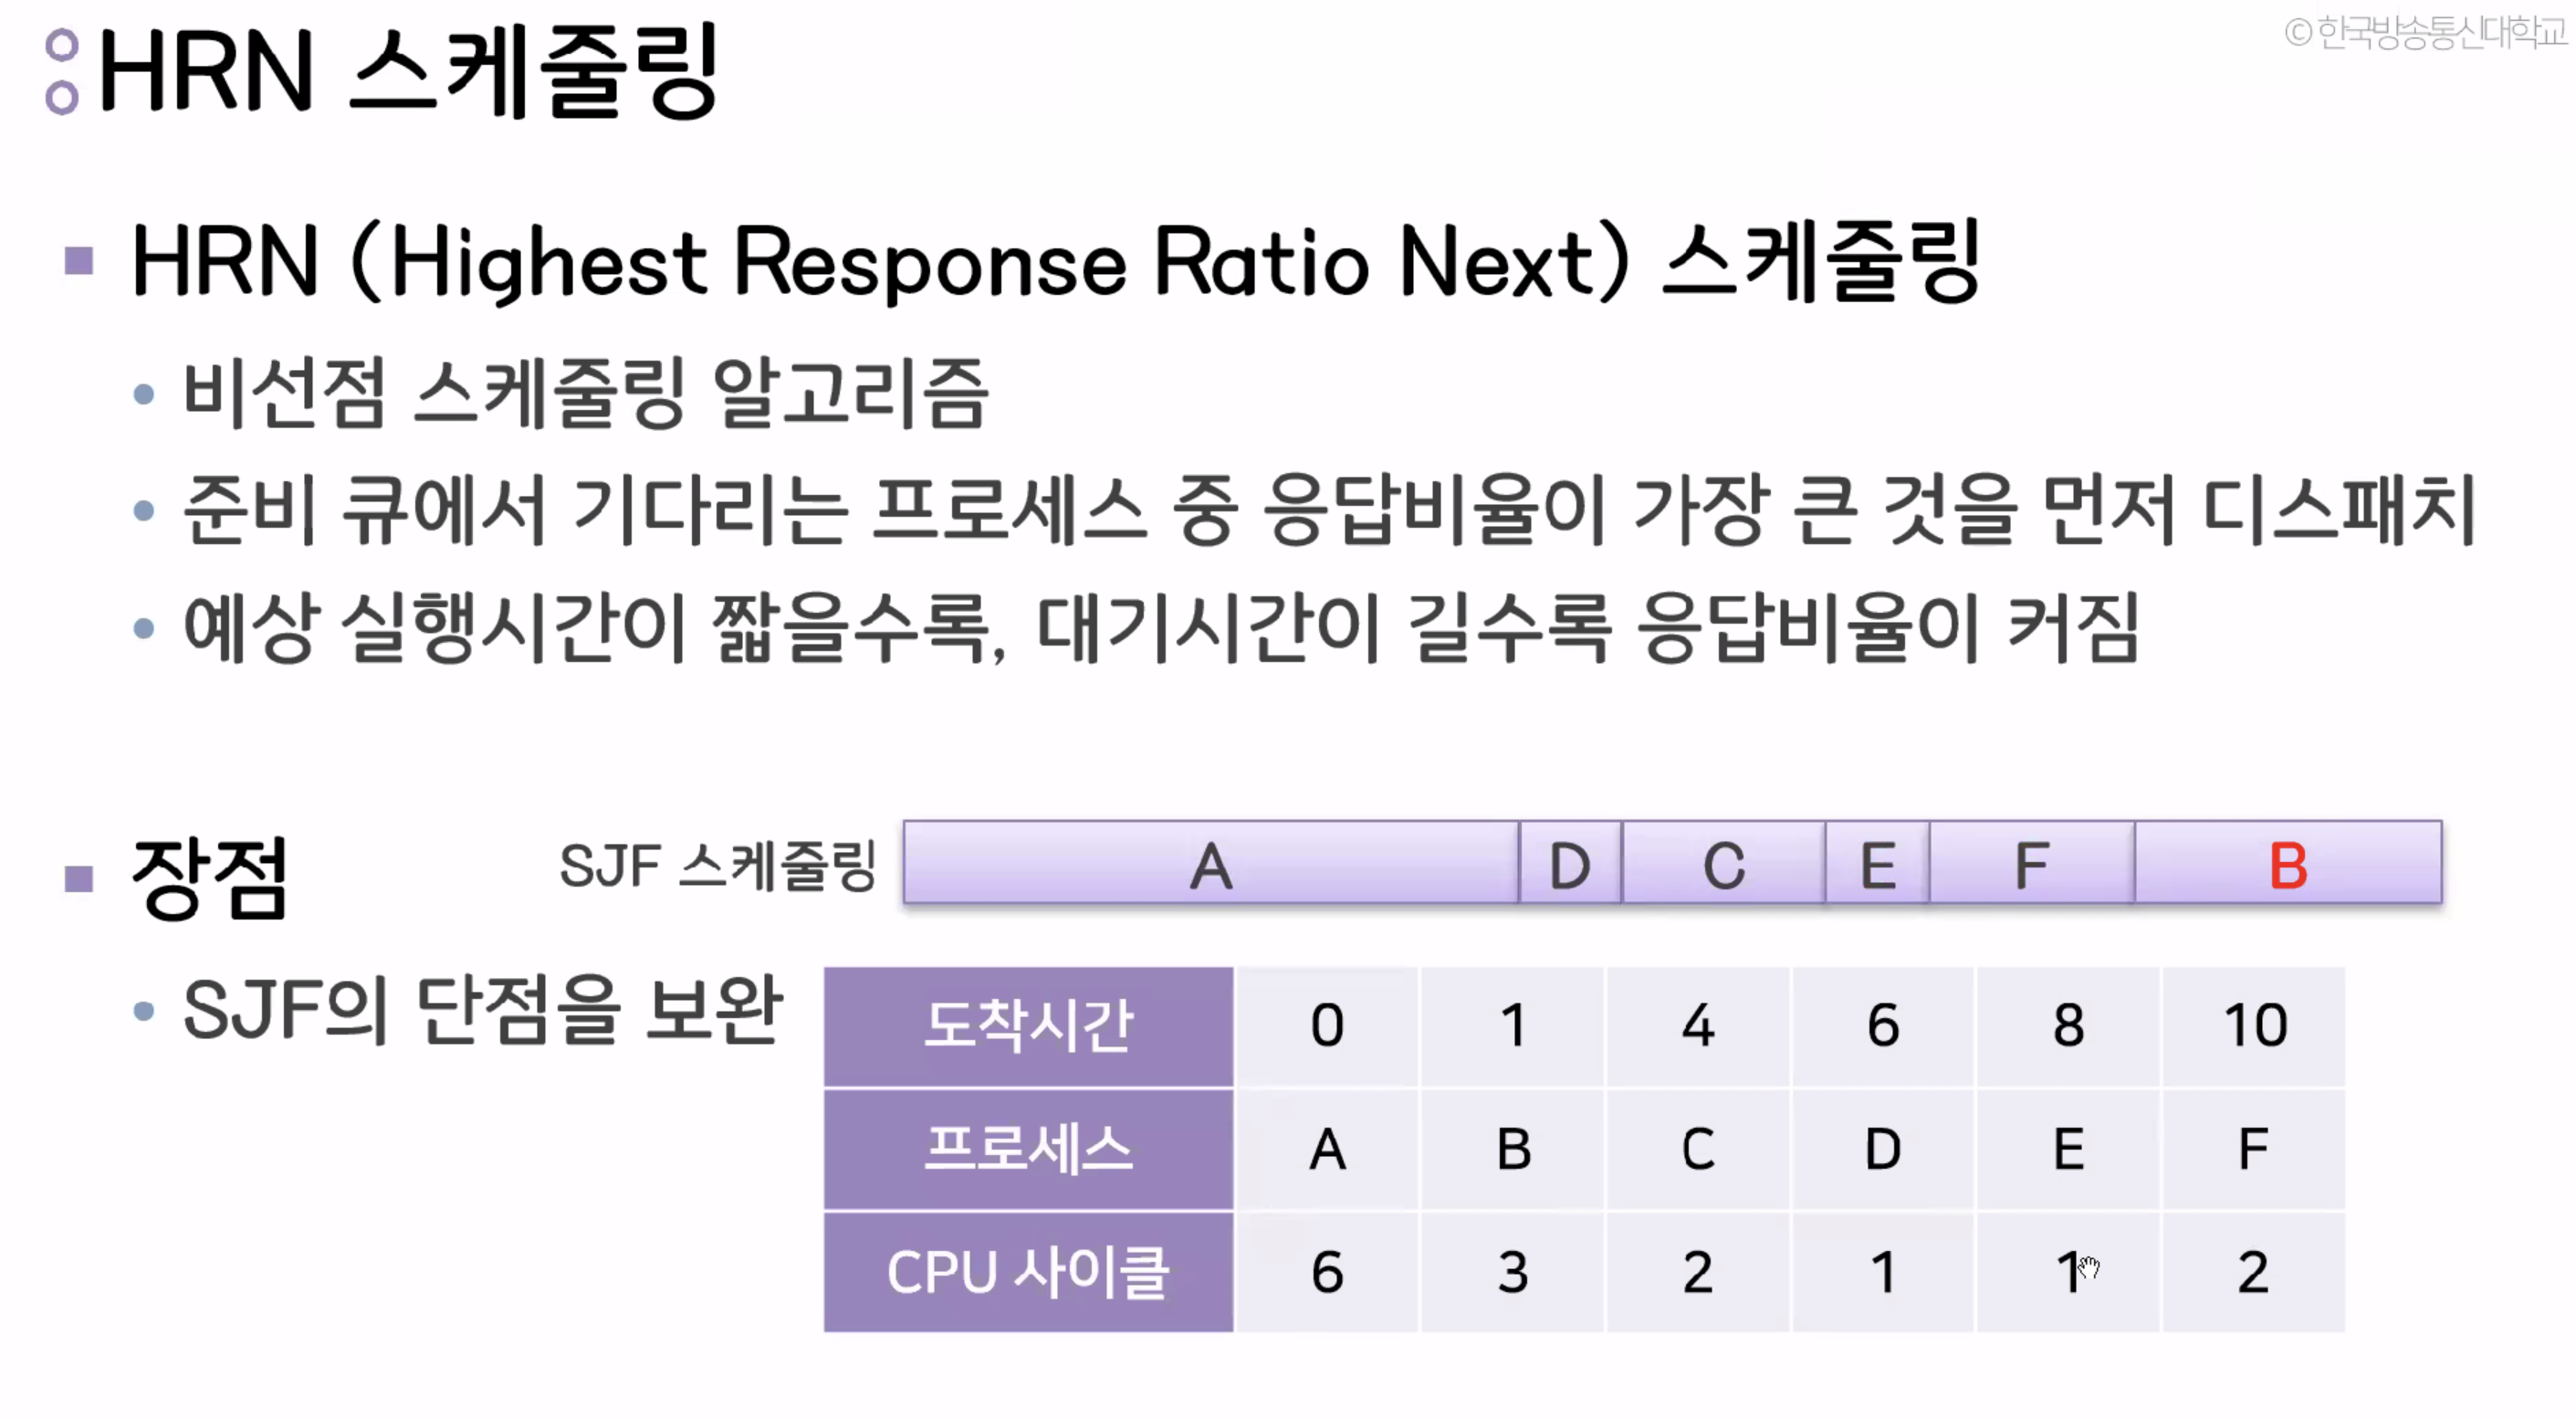 ⓒ 한국방송통신대학교
HRN 스케줄링
HRN (Highest Response Ratio Next) 스케줄링
비선점 스케줄링 알고리즘
준비 큐에서 기다리는 프로세스 중 응답비율이 가장 큰 것을 먼저 디스패치
예상 실행시간이 짧을수록, 대기시간이 길수록 응답비율이 커짐
장점
SJF의 단점을 보완
SJF 스케줄링 A D C E F B
도착시간 0 1 4 6 8 10
프로세스 A B C D E F
CPU 사이클 6 3 2 1 1 2